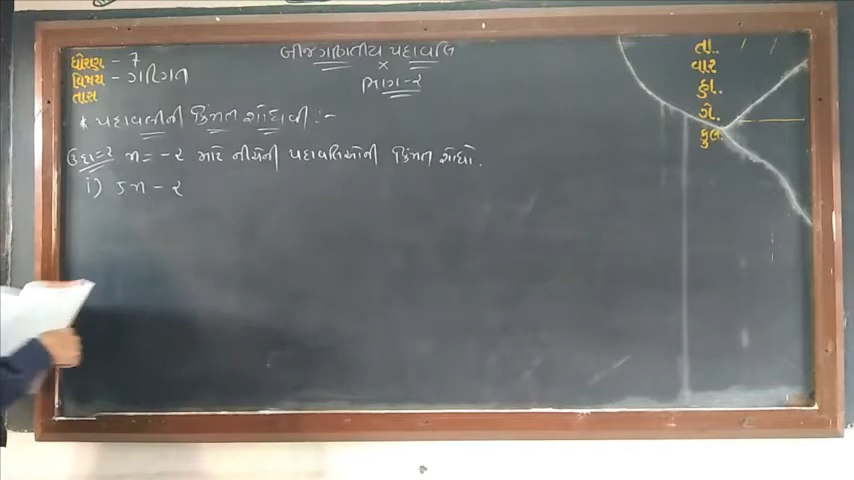 ધોરણ - 7
વિષય - ગણિત
તાસ
બીજગણિતીય પદાવલિ
×
ભાગ-૨
તા..
વાર
કુા..
ગે..
કુલ.
* પદાવલીની કિંમત શોધવી :-
ઉદા-૨ n = -૨ માટે નીચેની પદાવલિઓની કિંમત શોધો.
i) 5n - ૨